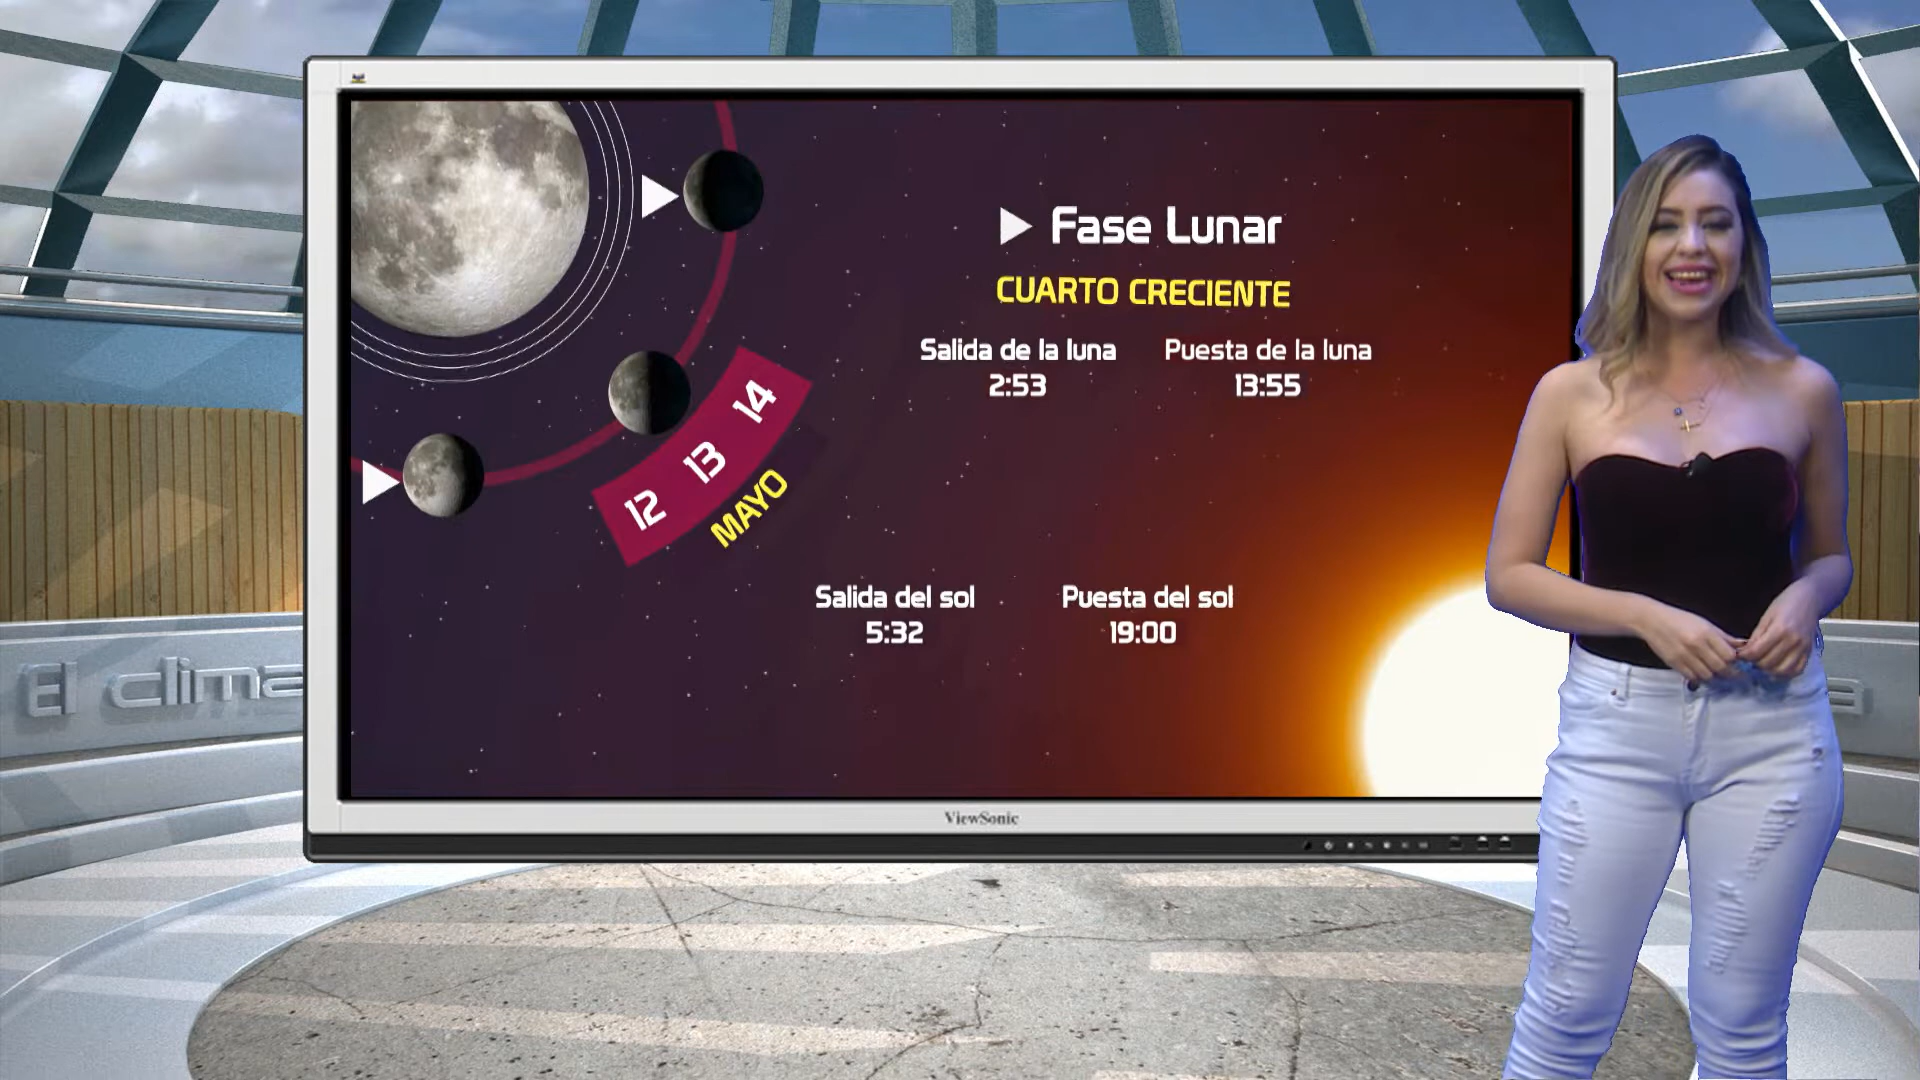 Fase Lunar
CUARTO CRECIENTE
Salida de la luna
2:53
Puesta de la luna
13:55
12 13 14
MAYO
Salida del sol
5:32
Puesta del sol
19:00
El clima
ViewSonic